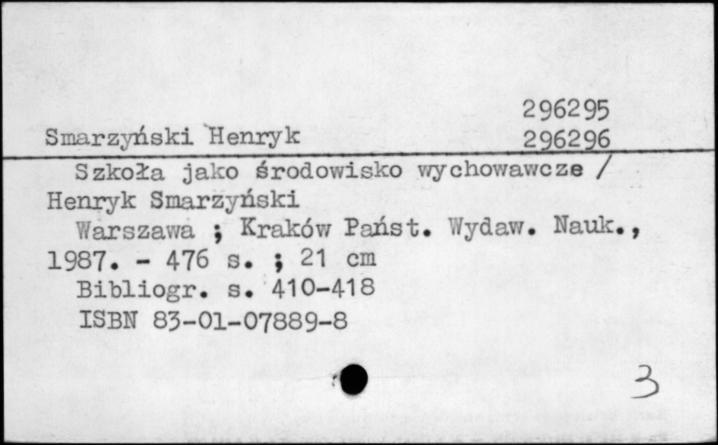 296295
Smarzyński Henryk 296296
Szkoła jako środowisko wychowawcze /
Henryk Smarzyński
Warszawa ; Kraków Państ. Wydaw. Nauk.,
1987. - 476 s. ; 21 cm
Bibliogr. s. 410-418
ISBN 83-01-07889-8
3